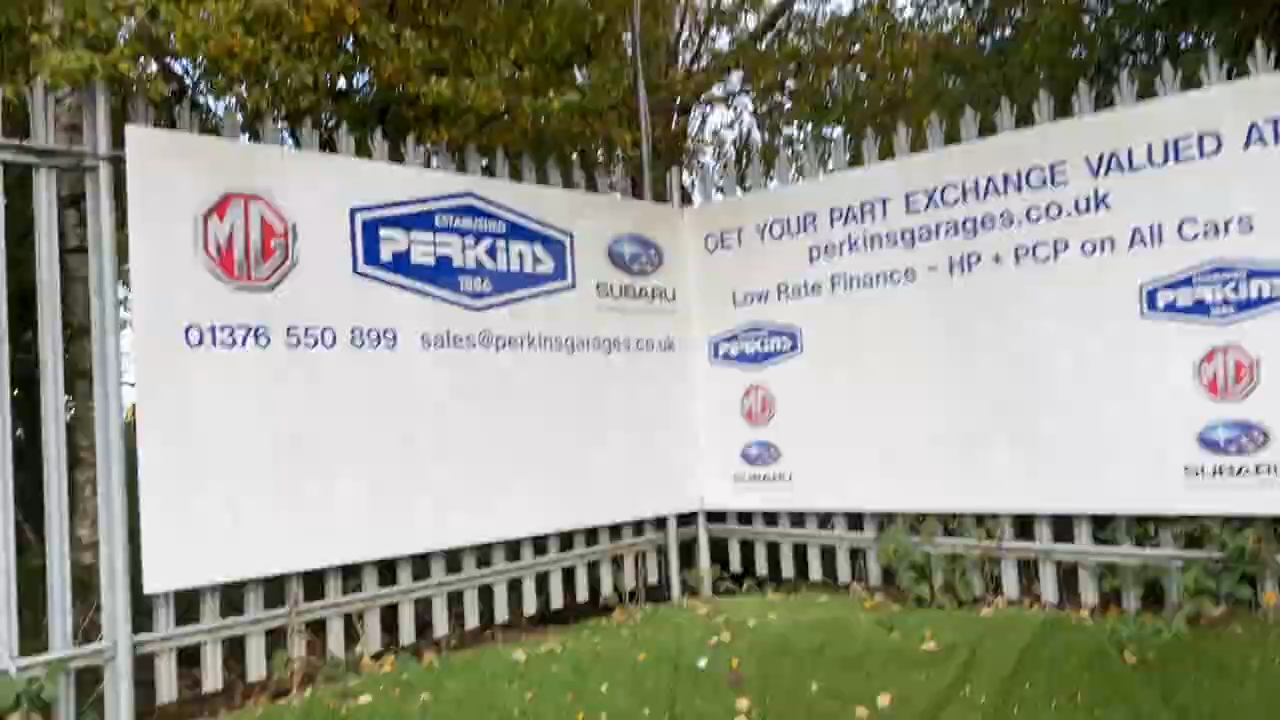 MG
ESTABLISHED
PERKINS
1886
SUBARU
01376 550 899 sales@perkinsgarages.co.uk
GET YOUR PART EXCHANGE VALUED AT
perkinsgarages.co.uk
Low Rate Finance - HP + PCP on All Cars
PERKINS
MG
SUBARU
PERKINS
MG
SUBARU